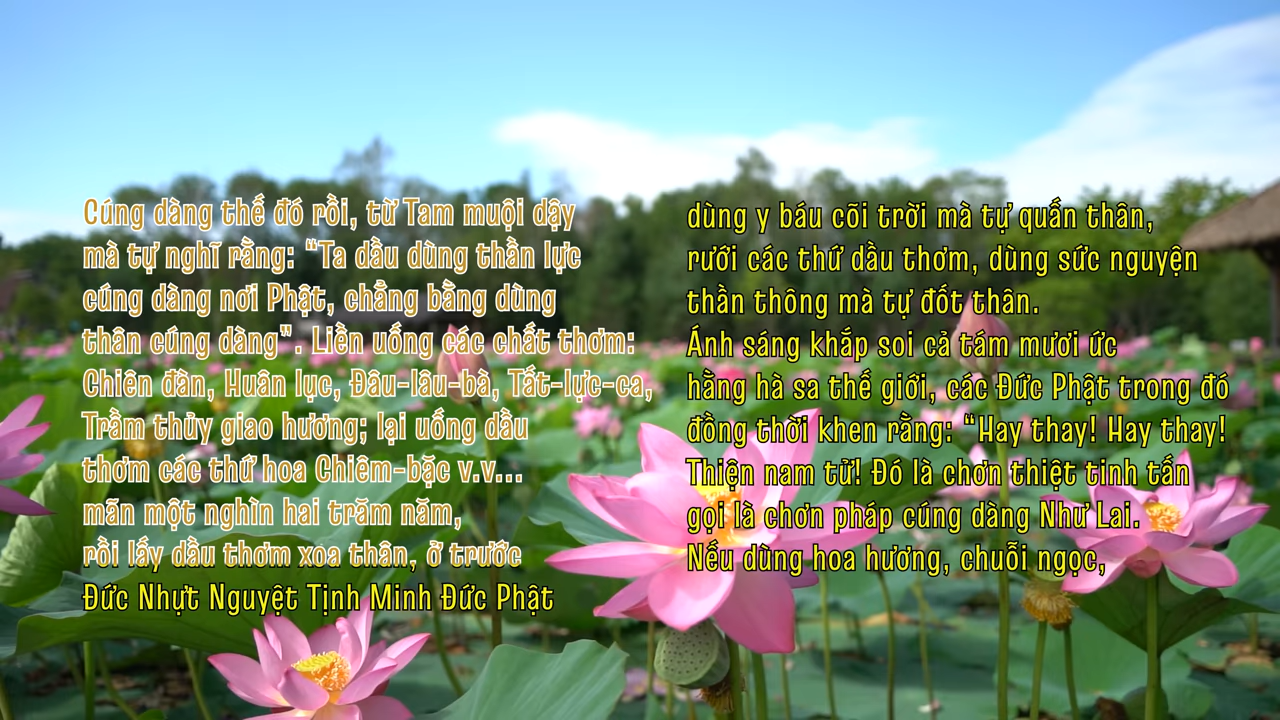 Cúng dàng thế đó rồi, từ Tam muội dậy
mà tự nghĩ rằng: “Ta dầu dùng thần lực
cúng dàng nơi Phật, chẳng bằng dùng
thân cúng dàng”. Liền uống các chất thơm:
Chiên đàn, Huân lục, Đâu-lâu-bà, Tất-lực-ca,
Trầm thủy giao hương; lại uống dầu
thơm các thứ hoa Chiêm-bặc v.v...
mãn một nghìn hai trăm năm,
rồi lấy dầu thơm xoa thân, ở trước
Đức Nhựt Nguyệt Tịnh Minh Đức Phật
dùng y báu cõi trời mà tự quấn thân,
rưới các thứ dầu thơm, dùng sức nguyện
thần thông mà tự đốt thân.
Ánh sáng khắp soi cả tám mươi ức
hằng hà sa thế giới, các Đức Phật trong đó
đồng thời khen rằng: “Hay thay! Hay thay!
Thiện nam tử! Đó là chơn thiệt tinh tấn
gọi là chơn pháp cúng dàng Như Lai.
Nếu dùng hoa hương, chuỗi ngọc,